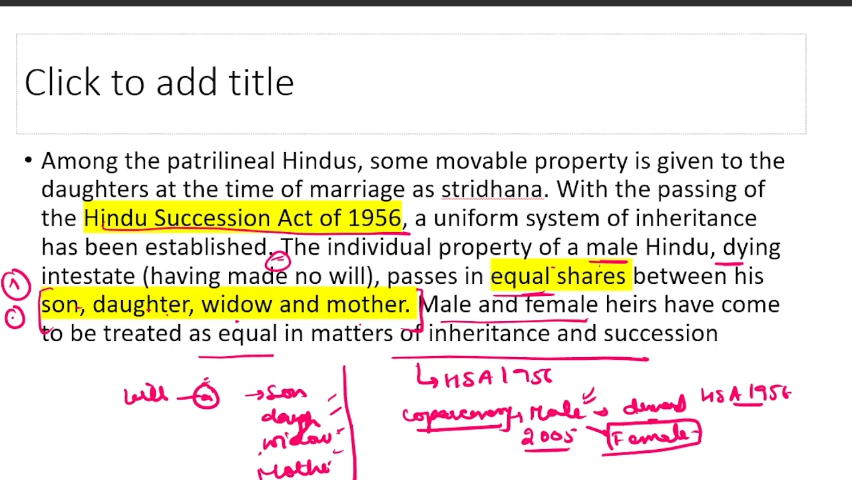 Click to add title
• Among the patrilineal Hindus, some movable property is given to the
daughters at the time of marriage as stridhana. With the passing of
the Hindu Succession Act of 1956, a uniform system of inheritance
has been established. The individual property of a male Hindu, dying
intestate (having made no will), passes in equal shares between his
son, daughter, widow and mother. Male and female heirs have come
to be treated as equal in matters of inheritance and succession
Will → Son
daugh
widow
Mothe
HSA 1956
coparcenary Male → demand HSA 1956
2005 Female